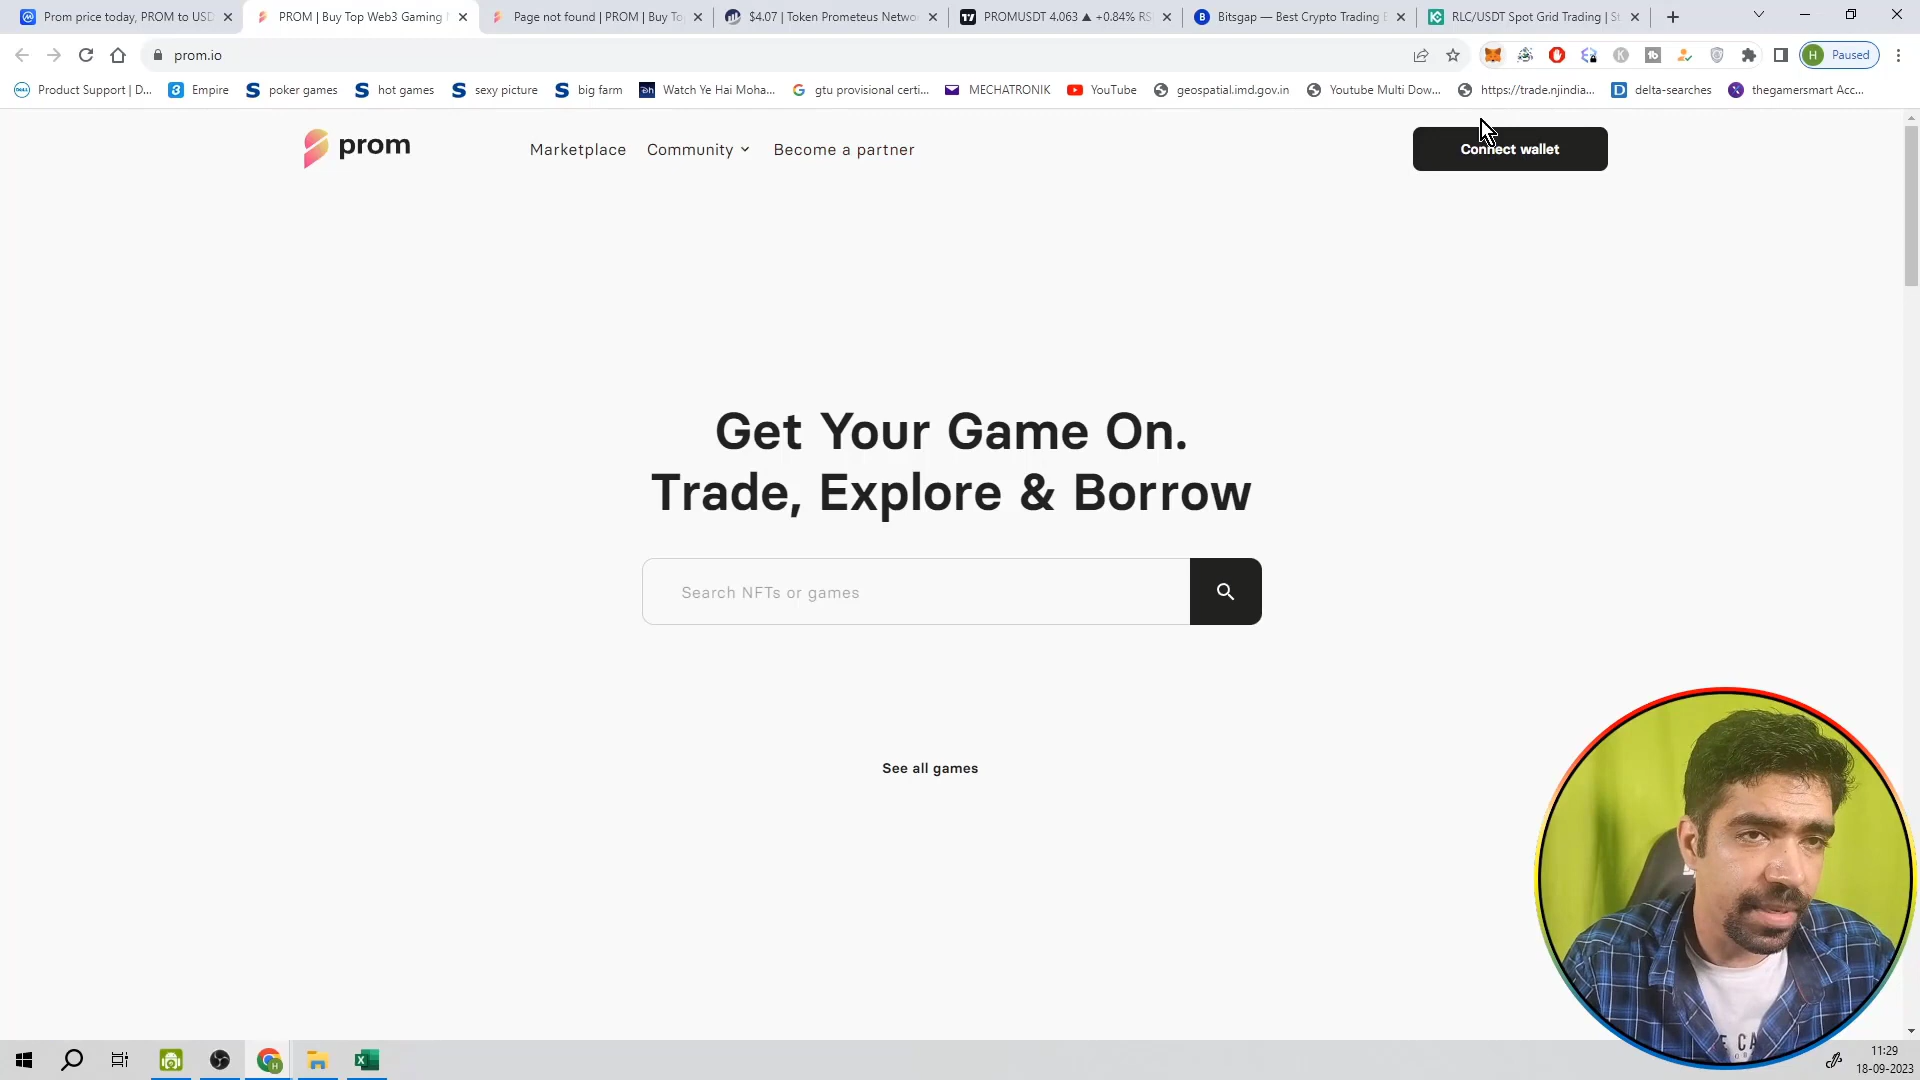 Prom price today, PROM to USD
PROM | Buy Top Web3 Gaming
Page not found | PROM | Buy To
$4.07 | Token Prometeus Netwo
PROMUSDT 4.063 ▲ +0.84% RS
Bitsgap — Best Crypto Trading B
RLC/USDT Spot Grid Trading | St
prom.io
H Paused
Product Support | D...
Empire
poker games
hot games
sexy picture
big farm
Watch Ye Hai Moha...
gtu provisional certi...
MECHATRONIK
YouTube
geospatial.imd.gov.in
Youtube Multi Dow...
https://trade.njindia...
delta-searches
thegamersmart Acc...
prom
Marketplace
Community
Become a partner
Connect wallet
Get Your Game On.
Trade, Explore & Borrow
Search NFTs or games
See all games
11:29
18-09-2023